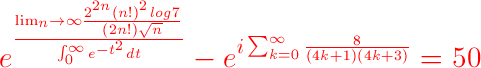 e^{\frac{\lim_{n \to \infty} \frac{2^{2n}(n!)^2 log7}{(2n!)\sqrt{n}}}{\int_0^\infty e^{-t^2} dt}} - e^{i \sum_{k=0}^{\infty} \frac{8}{(4k+1)(4k+3)}} = 50